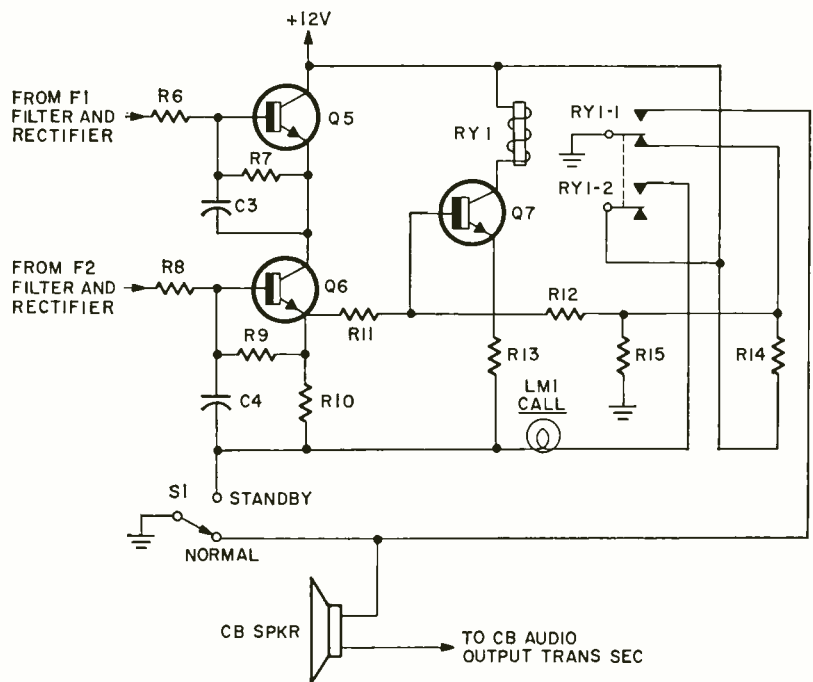 +12V
FROM F1
FILTER AND
RECTIFIER
R6
Q5
R7
C3
RY1
RY1-1
RY1-2
Q7
FROM F2
FILTER AND
RECTIFIER
R8
Q6
R9
R11
R12
C4
R10
R13
R15
R14
LM1
CALL
S1
STANDBY
NORMAL
CB SPKR
TO CB AUDIO
OUTPUT TRANS SEC